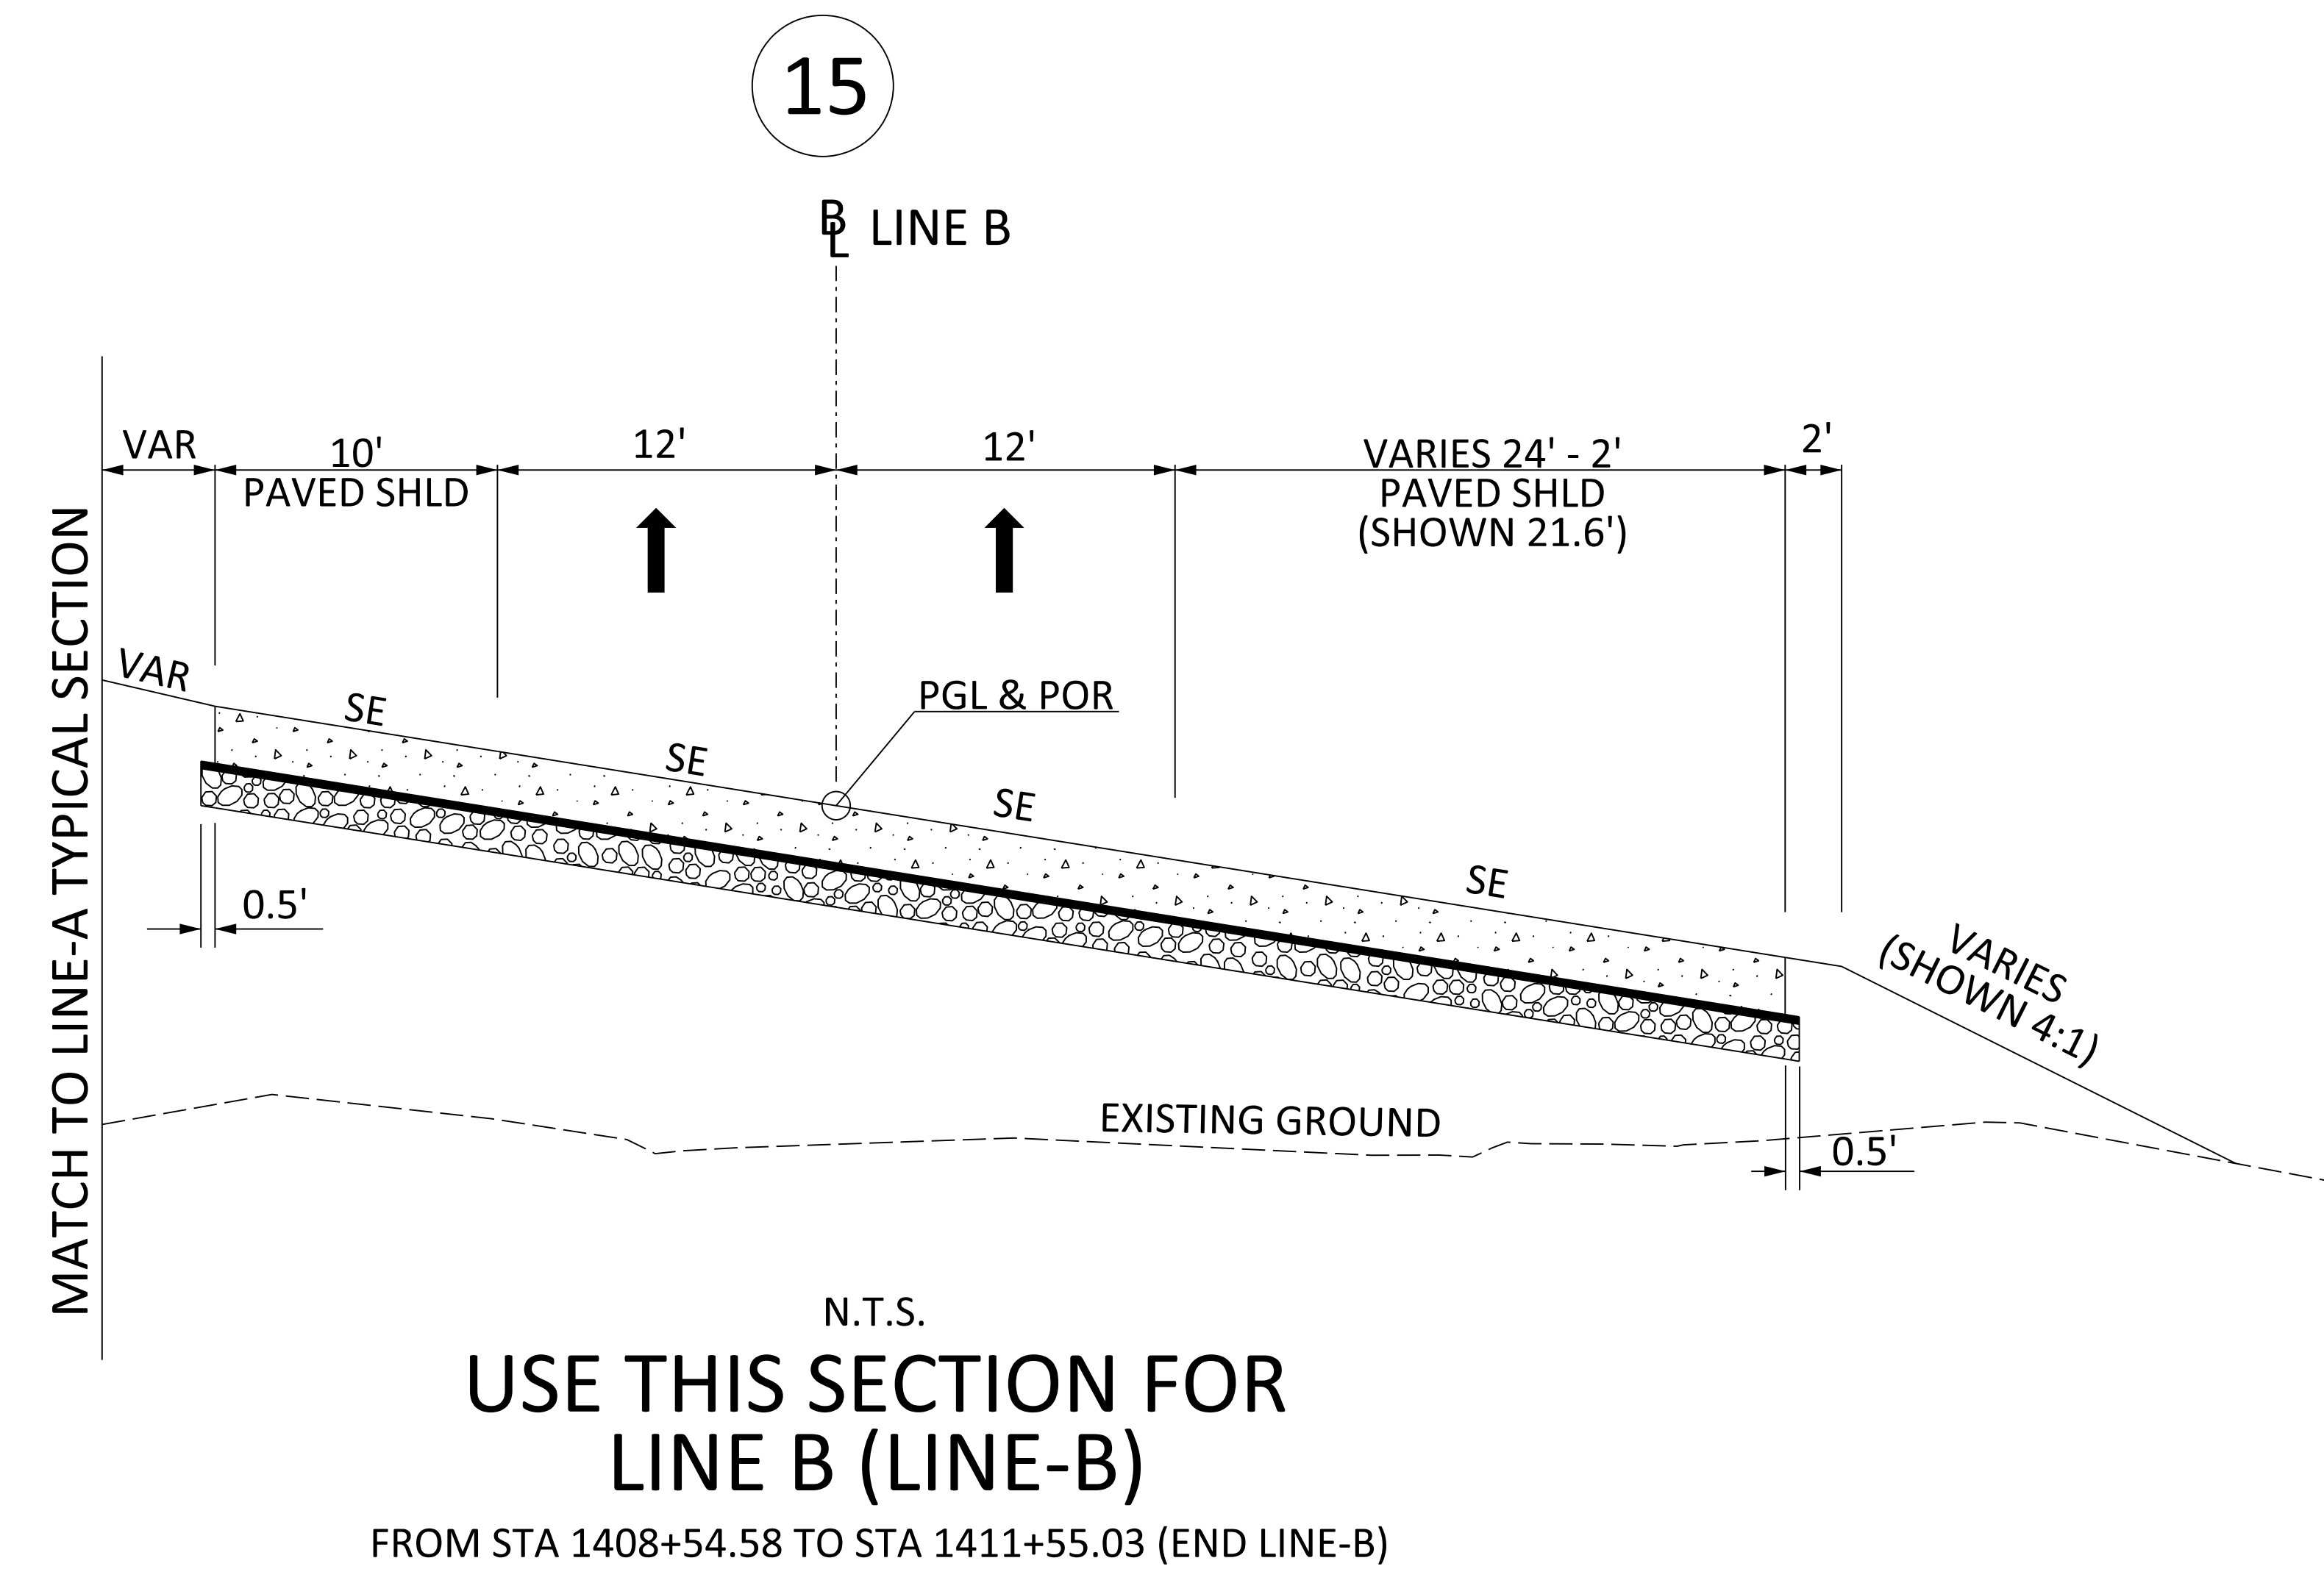 15
BL LINE B
VAR
10'
PAVED SHLD
12'
12'
VARIES 24' - 2'
PAVED SHLD
(SHOWN 21.6')
2'
MATCH TO LINE-A TYPICAL SECTION
VAR
SE
SE
PGL & POR
SE
SE
VARIES
(SHOWN 4:1)
0.5'
EXISTING GROUND
0.5'
N.T.S.
USE THIS SECTION FOR
LINE B (LINE-B)
FROM STA 1408+54.58 TO STA 1411+55.03 (END LINE-B)